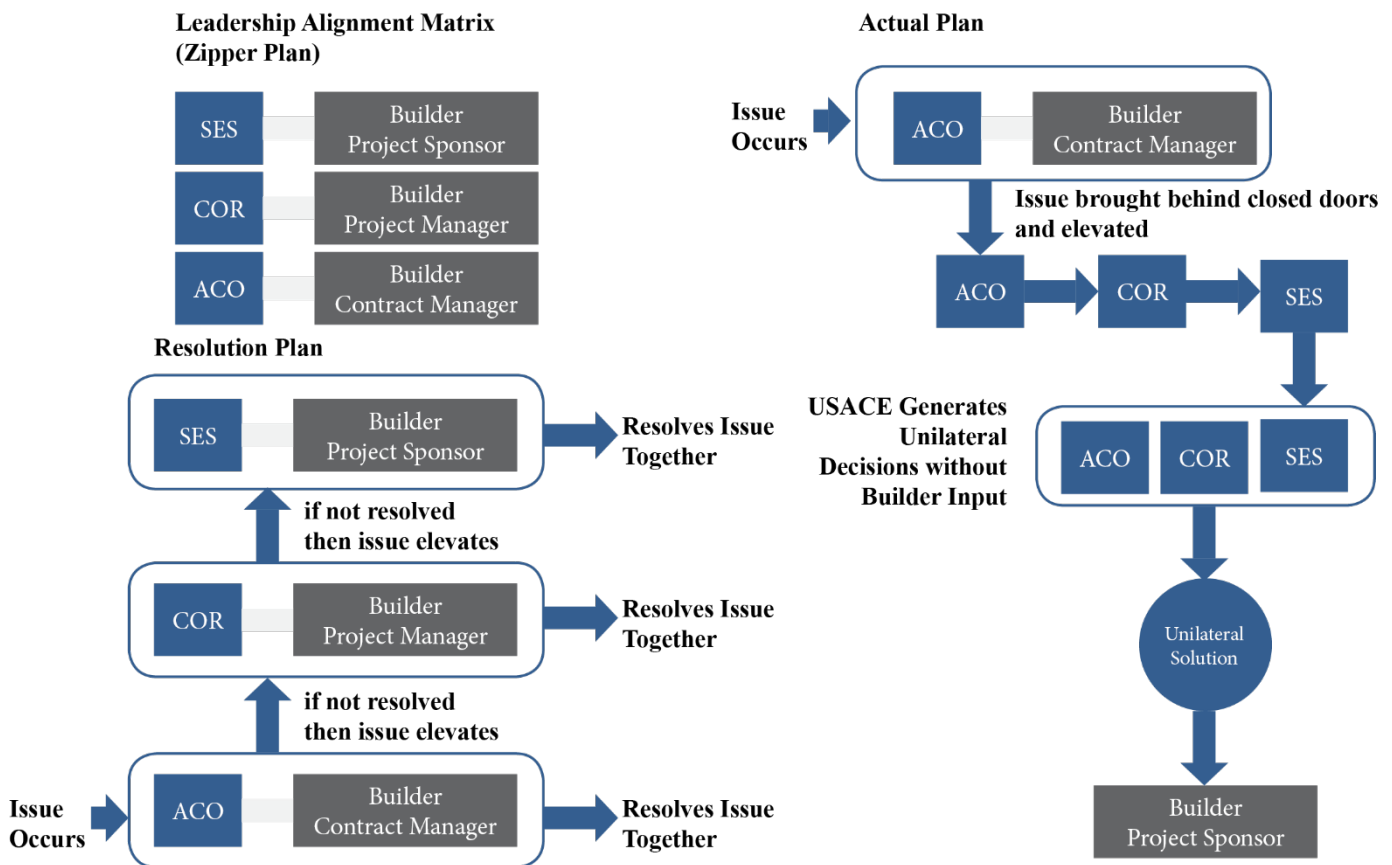 Leadership Alignment Matrix
(Zipper Plan)
SES
Builder
Project Sponsor
COR
Builder
Project Manager
ACO
Builder
Contract Manager
Resolution Plan
SES
Builder
Project Sponsor
Resolves Issue
Together
if not resolved
then issue elevates
COR
Builder
Project Manager
Resolves Issue
Together
if not resolved
then issue elevates
Issue
Occurs
ACO
Builder
Contract Manager
Resolves Issue
Together
Actual Plan
Issue
Occurs
ACO
Builder
Contract Manager
Issue brought behind closed doors
and elevated
ACO
COR
SES
USACE Generates
Unilateral
Decisions without
Builder Input
ACO
COR
SES
Unilateral
Solution
Builder
Project Sponsor